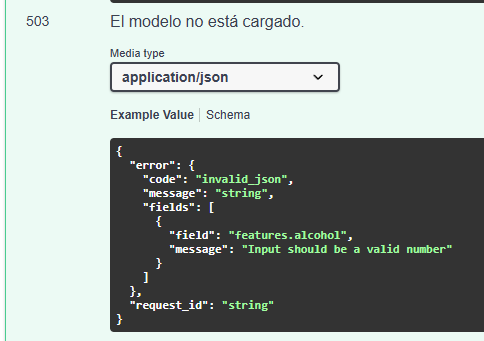 503 El modelo no está cargado.
Media type
application/json
Example Value Schema
{
  "error": {
    "code": "invalid_json",
    "message": "string",
    "fields": [
      {
        "field": "features.alcohol",
        "message": "Input should be a valid number"
      }
    ]
  },
  "request_id": "string"
}